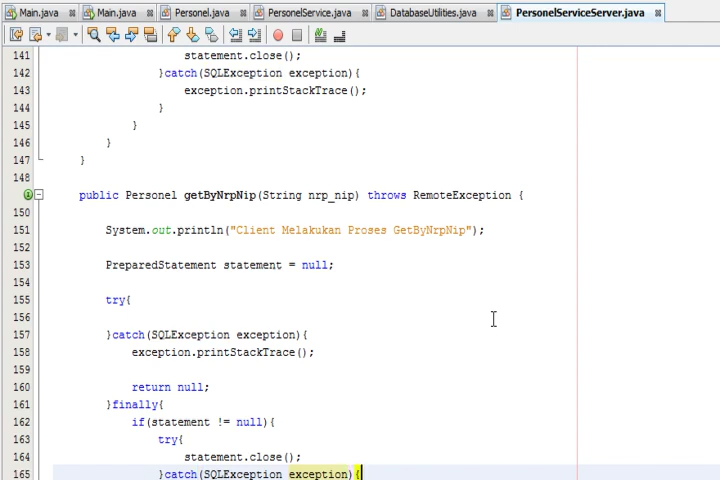 Main.java Main.java Personel.java PersonelService.java DatabaseUtilities.java PersonelServiceServer.java
141 statement.close();
142 }catch(SQLException exception){
143 exception.printStackTrace();
144 }
145 }
146 }
147 }
148
149 public Personel getByNrpNip(String nrp_nip) throws RemoteException {
150
151 System.out.println("Client Melakukan Proses GetByNrpNip");
152
153 PreparedStatement statement = null;
154
155 try{
156
157 }catch(SQLException exception){
158 exception.printStackTrace();
159
160 return null;
161 }finally{
162 if(statement != null){
163 try{
164 statement.close();
165 }catch(SQLException exception){